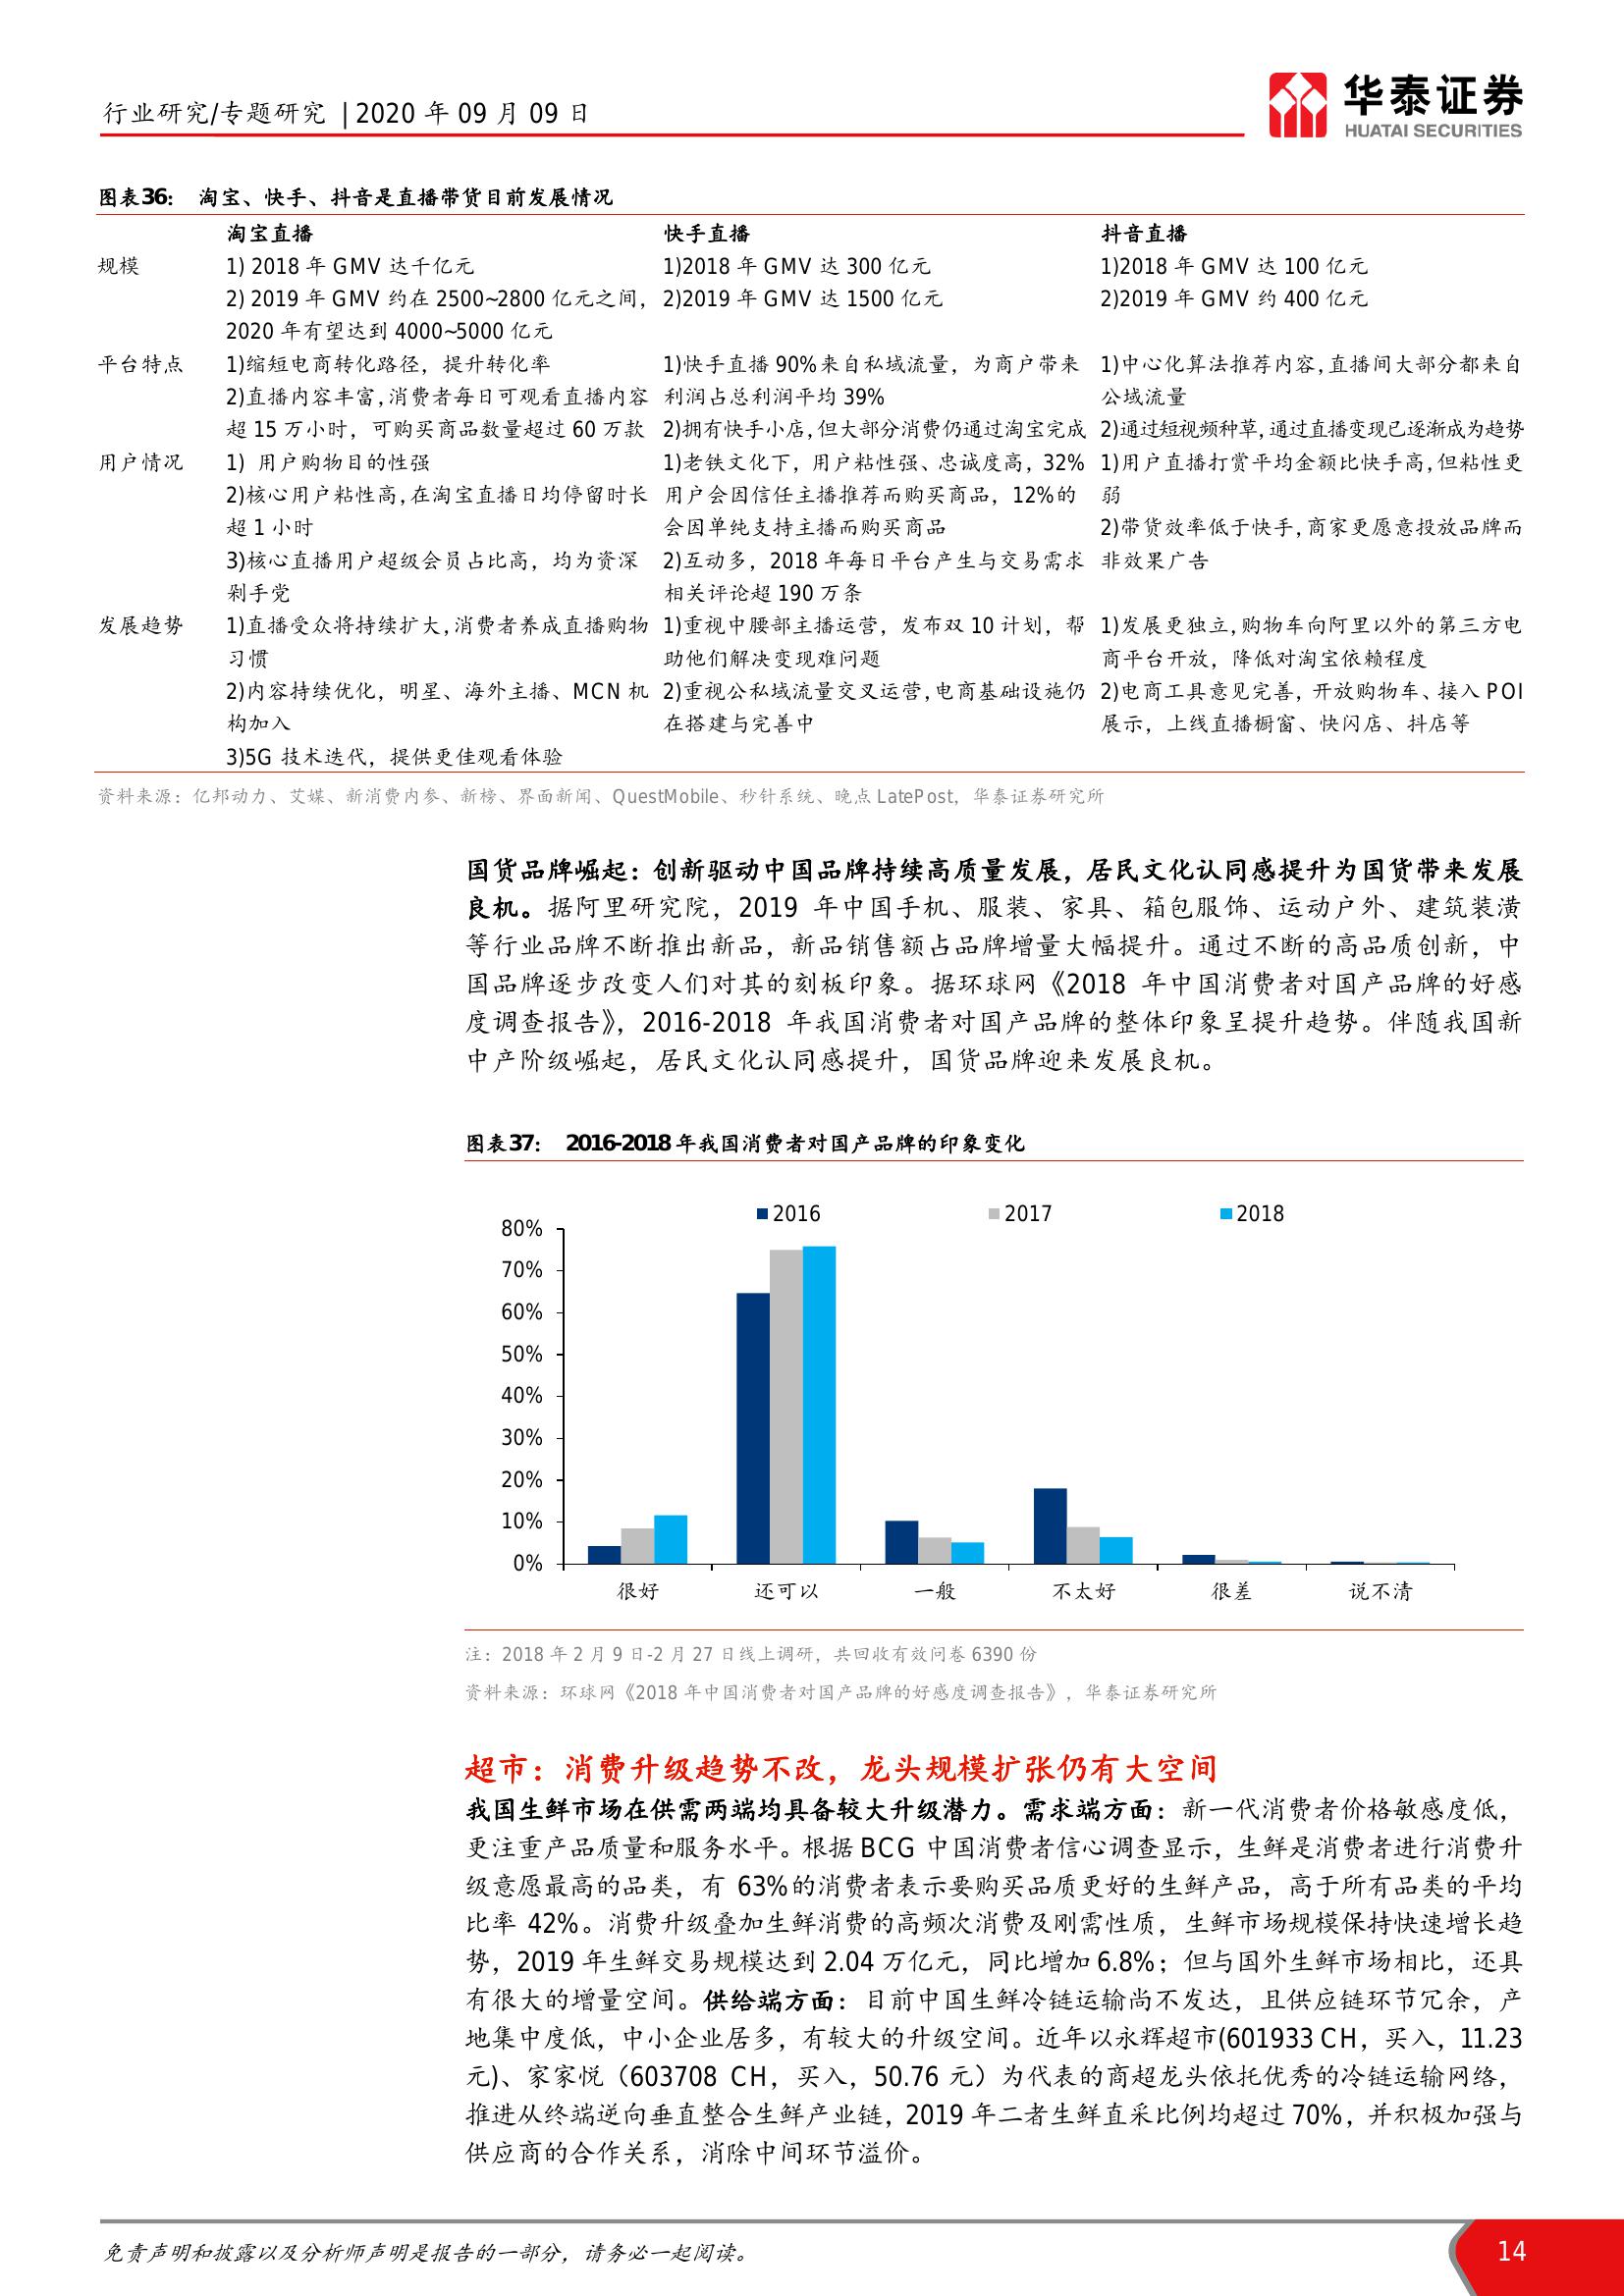 行业研究/专题研究 | 2020 年 09 月 09 日
华泰证券
HUATAI SECURITIES
图表36： 淘宝、快手、抖音是直播带货目前发展情况
淘宝直播 快手直播 抖音直播
规模 1) 2018 年 GMV 达千亿元 1)2018 年 GMV 达 300 亿元 1)2018 年 GMV 达 100 亿元
2) 2019 年 GMV 约在 2500~2800 亿元之间， 2)2019 年 GMV 达 1500 亿元 2)2019 年 GMV 约 400 亿元
2020 年有望达到 4000~5000 亿元
平台特点 1)缩短电商转化路径，提升转化率 1)快手直播 90%来自私域流量，为商户带来 1)中心化算法推荐内容，直播间大部分都来自
2)直播内容丰富，消费者每日可观看直播内容 利润占总利润平均 39% 公域流量
超 15 万小时，可购买商品数量超过 60 万款 2)拥有快手小店，但大部分消费仍通过淘宝完成 2)通过短视频种草，通过直播变现已逐渐成为趋势
用户情况 1) 用户购物目的性强 1)老铁文化下，用户粘性强、忠诚度高，32% 1)用户直播打赏平均金额比快手高，但粘性更
2)核心用户粘性高，在淘宝直播日均停留时长 用户会因信任主播推荐而购买商品，12%的 弱
超 1 小时 会因单纯支持主播而购买商品 2)带货效率低于快手，商家更愿意投放品牌而
3)核心直播用户超级会员占比高，均为资深 2)互动多，2018 年每日平台产生与交易需求 非效果广告
剁手党 相关评论超 190 万条
发展趋势 1)直播受众将持续扩大，消费者养成直播购物 1)重视中腰部主播运营，发布双 10 计划，帮 1)发展更独立，购物车向阿里以外的第三方电
习惯 助他们解决变现难问题 商平台开放，降低对淘宝依赖程度
2)内容持续优化，明星、海外主播、MCN 机 2)重视公私域流量交叉运营，电商基础设施仍 2)电商工具意见完善，开放购物车、接入 POI
构加入 在搭建与完善中 展示，上线直播橱窗、快闪店、抖店等
3)5G 技术迭代，提供更佳观看体验
资料来源：亿邦动力、艾媒、新消费内参、新榜、界面新闻、QuestMobile、秒针系统、晚点 LatePost，华泰证券研究所
国货品牌崛起：创新驱动中国品牌持续高质量发展，居民文化认同感提升为国货带来发展
良机。据阿里研究院，2019 年中国手机、服装、家具、箱包服饰、运动户外、建筑装潢
等行业品牌不断推出新品，新品销售额占品牌增量大幅提升。通过不断的高品质创新，中
国品牌逐步改变人们对其的刻板印象。据环球网《2018 年中国消费者对国产品牌的好感
度调查报告》，2016-2018 年我国消费者对国产品牌的整体印象呈提升趋势。伴随我国新
中产阶级崛起，居民文化认同感提升，国货品牌迎来发展良机。
图表37： 2016-2018 年我国消费者对国产品牌的印象变化
2016 2017 2018
80%
70%
60%
50%
40%
30%
20%
10%
0%
很好 还可以 一般 不太好 很差 说不清
注：2018 年 2 月 9 日-2 月 27 日线上调研，共回收有效问卷 6390 份
资料来源：环球网《2018 年中国消费者对国产品牌的好感度调查报告》，华泰证券研究所
超市：消费升级趋势不改，龙头规模扩张仍有大空间
我国生鲜市场在供需两端均具备较大升级潜力。需求端方面：新一代消费者价格敏感度低，
更注重产品质量和服务水平。根据 BCG 中国消费者信心调查显示，生鲜是消费者进行消费升
级意愿最高的品类，有 63%的消费者表示要购买品质更好的生鲜产品，高于所有品类的平均
比率 42%。消费升级叠加生鲜消费的高频次消费及刚需性质，生鲜市场规模保持快速增长趋
势，2019 年生鲜交易规模达到 2.04 万亿元，同比增加 6.8%；但与国外生鲜市场相比，还具
有很大的增量空间。供给端方面：目前中国生鲜冷链运输尚不发达，且供应链环节冗余，产
地集中度低，中小企业居多，有较大的升级空间。近年以永辉超市(601933 CH，买入，11.23
元)、家家悦（603708 CH，买入，50.76 元）为代表的商超龙头依托优秀的冷链运输网络，
推进从终端逆向垂直整合生鲜产业链，2019 年二者生鲜直采比例均超过 70%，并积极加强与
供应商的合作关系，消除中间环节溢价。
免责声明和披露以及分析师声明是报告的一部分，请务必一起阅读。
14